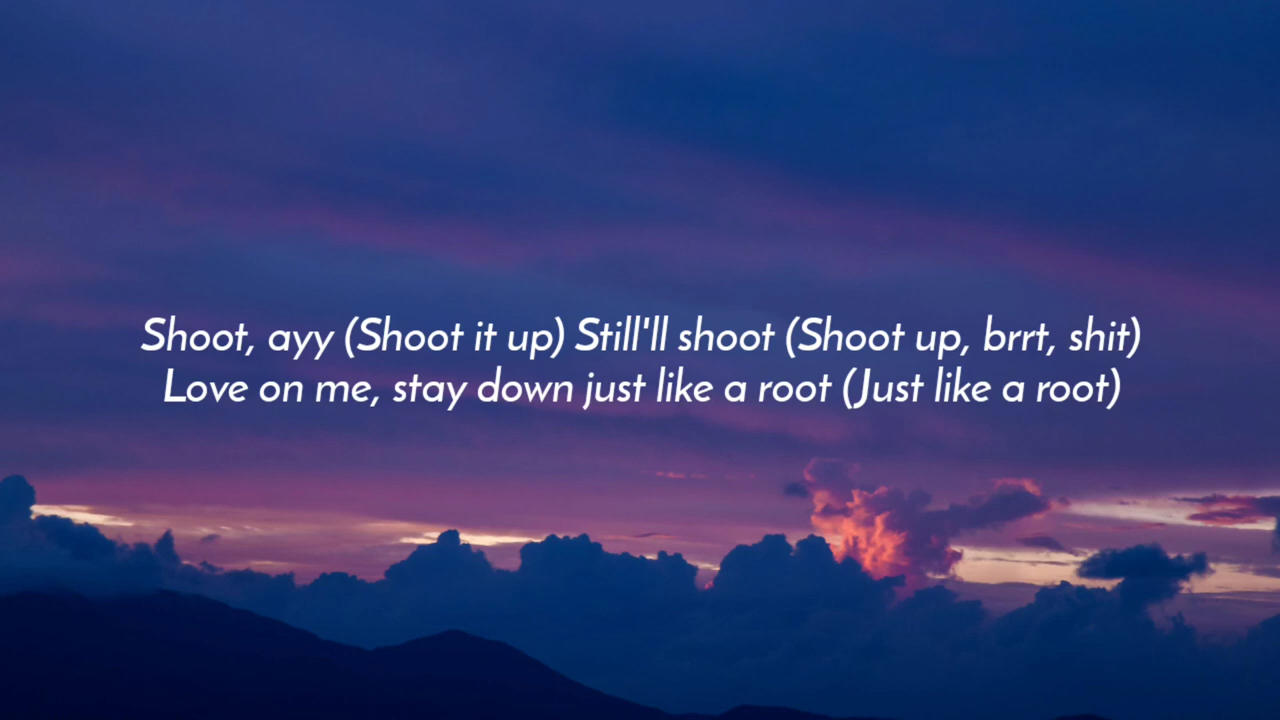 Shoot, ayy (Shoot it up) Still'll shoot (Shoot up, brrt, shit)
Love on me, stay down just like a root (Just like a root)